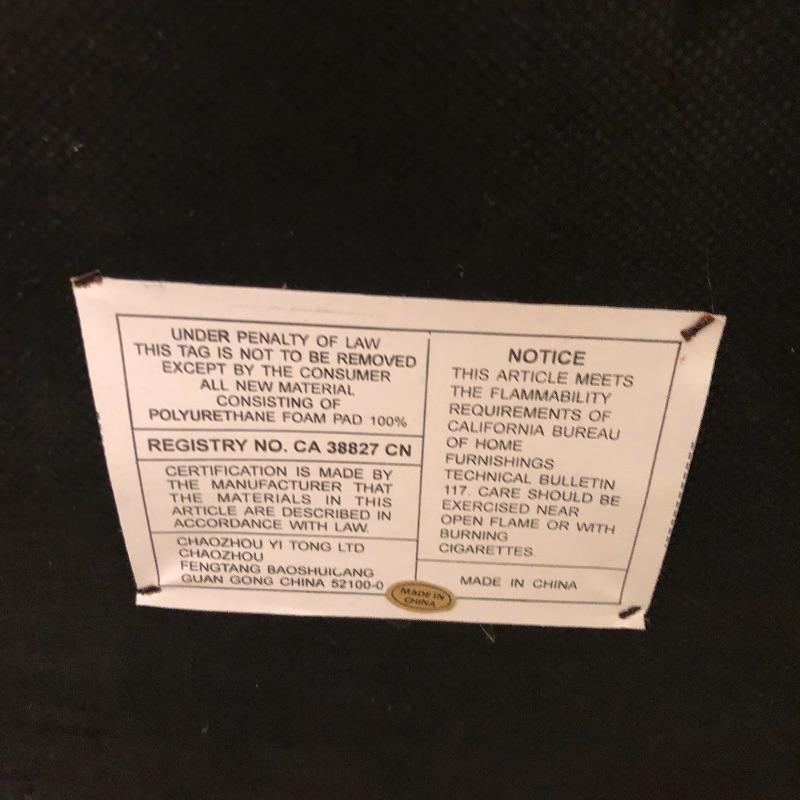 UNDER PENALTY OF LAW
THIS TAG IS NOT TO BE REMOVED
EXCEPT BY THE CONSUMER
ALL NEW MATERIAL
CONSISTING OF
POLYURETHANE FOAM PAD 100%
REGISTRY NO. CA 38827 CN
CERTIFICATION IS MADE BY
THE MANUFACTURER THAT
THE MATERIALS IN THIS
ARTICLE ARE DESCRIBED IN
ACCORDANCE WITH LAW.
CHAOZHOU YI TONG LTD
CHAOZHOU
FENGTANG BAOSHUICANG
GUAN GONG CHINA 52100-0
MADE IN
CHINA
NOTICE
THIS ARTICLE MEETS
THE FLAMMABILITY
REQUIREMENTS OF
CALIFORNIA BUREAU
OF HOME
FURNISHINGS
TECHNICAL BULLETIN
117. CARE SHOULD BE
EXERCISED NEAR
OPEN FLAME OR WITH
BURNING
CIGARETTES.
MADE IN CHINA